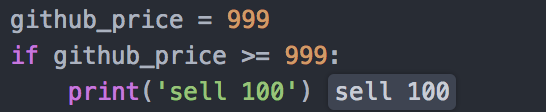 github_price = 999
if github_price >= 999:
    print('sell 100') sell 100